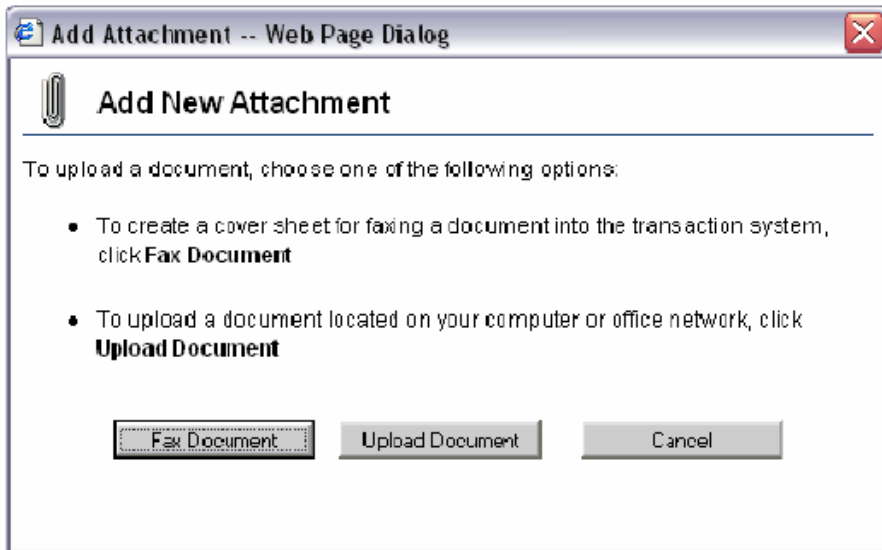 Add Attachment -- Web Page Dialog
Add New Attachment
To upload a document, choose one of the following options:
• To create a cover sheet for faxing a document into the transaction system,
click Fax Document
• To upload a document located on your computer or office network, click
Upload Document
Fax Document Upload Document Cancel